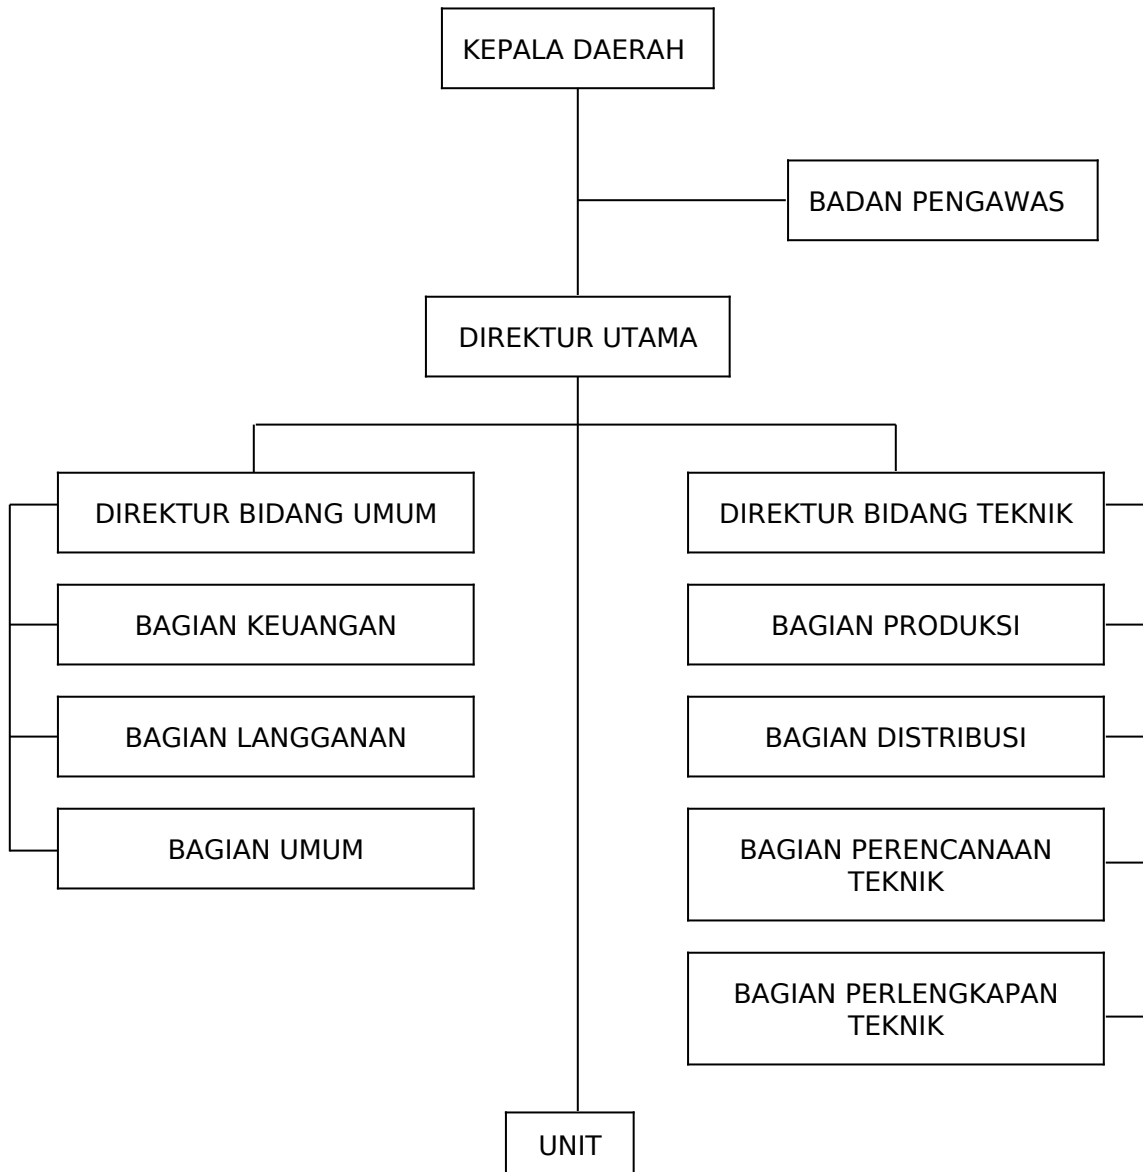 KEPALA DAERAH
BADAN PENGAWAS
DIREKTUR UTAMA
DIREKTUR BIDANG UMUM
BAGIAN KEUANGAN
BAGIAN LANGGANAN
BAGIAN UMUM
DIREKTUR BIDANG TEKNIK
BAGIAN PRODUKSI
BAGIAN DISTRIBUSI
BAGIAN PERENCANAAN
TEKNIK
BAGIAN PERLENGKAPAN
TEKNIK
UNIT